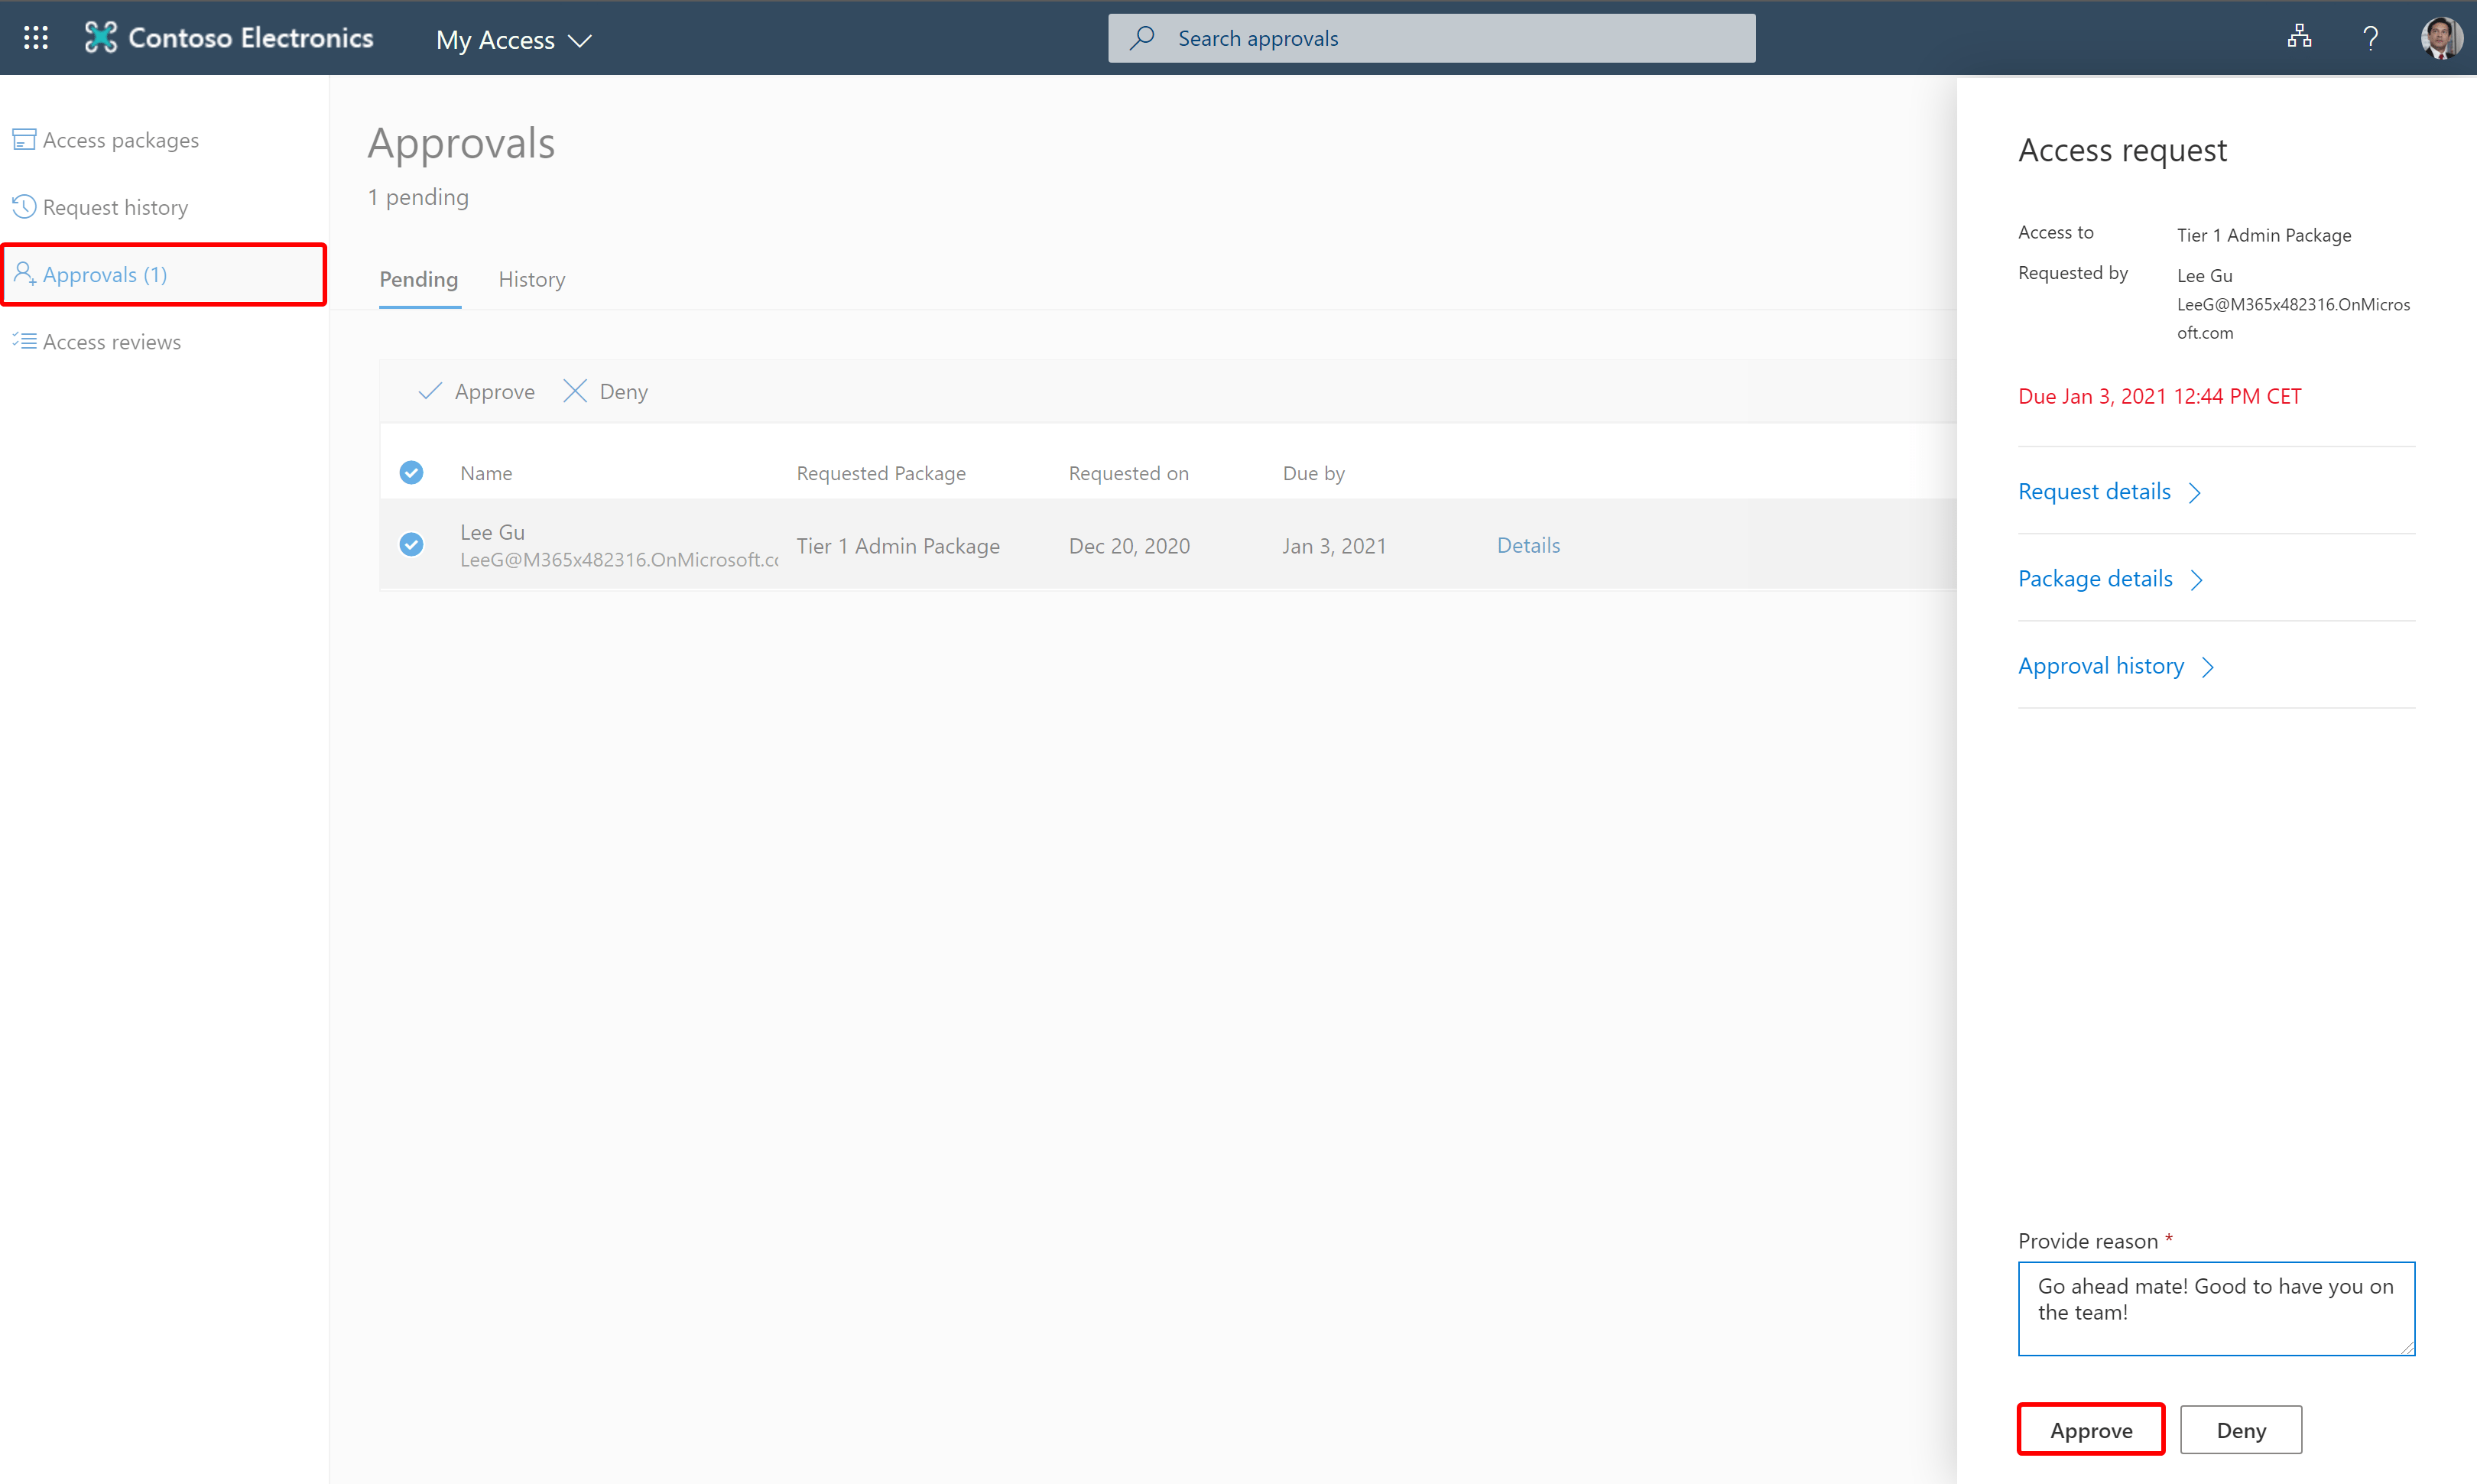 Contoso Electronics
My Access
Search approvals
Access packages
Request history
Approvals (1)
Access reviews
Approvals
1 pending
Pending
History
Approve
Deny
Name
Requested Package
Requested on
Due by
Lee Gu
LeeG@M365x482316.OnMicrosoft.cc
Tier 1 Admin Package
Dec 20, 2020
Jan 3, 2021
Details
Access request
Access to
Tier 1 Admin Package
Requested by
Lee Gu
LeeG@M365x482316.OnMicros
oft.com
Due Jan 3, 2021 12:44 PM CET
Request details
Package details
Approval history
Provide reason *
Go ahead mate! Good to have you on
the team!
Approve
Deny